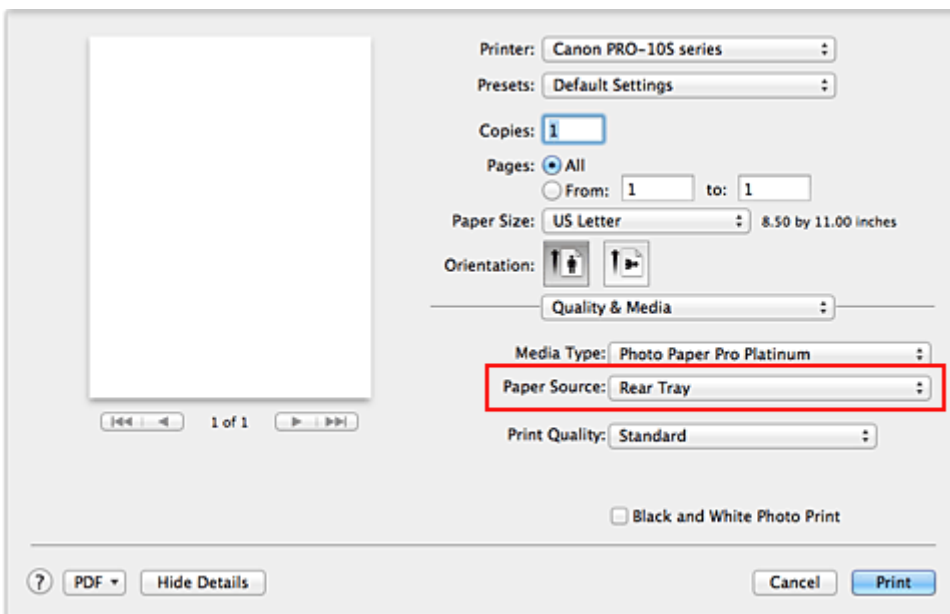 Printer: Canon PRO-10S series
Presets: Default Settings
Copies: 1
Pages: All
From: 1 to: 1
Paper Size: US Letter 8.50 by 11.00 inches
Orientation:
Quality & Media
Media Type: Photo Paper Pro Platinum
Paper Source: Rear Tray
1 of 1
Print Quality: Standard
Black and White Photo Print
? PDF Hide Details Cancel Print